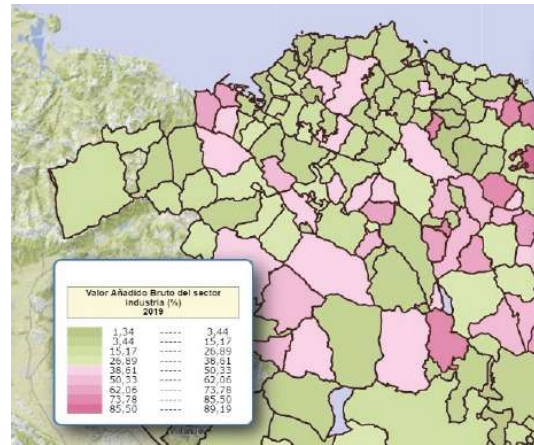 Valor Añadido Bruto del sector
industria (%)
2019
1,34 ----- 3,44
3,44 ----- 15,17
15,17 ----- 26,89
26,89 ----- 38,61
38,61 ----- 50,33
50,33 ----- 62,06
62,06 ----- 73,78
73,78 ----- 85,50
85,50 ----- 89,19